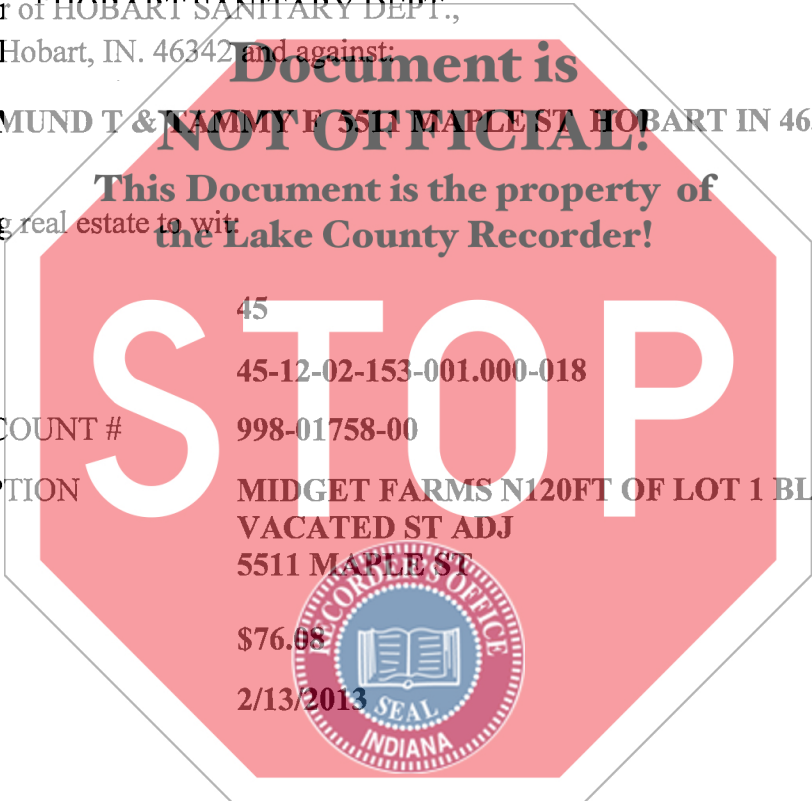 r of HOBART SANITARY DEPT.,
Hobart, IN. 46342 and against:
Document is
MUND T & TAMMY F 5511 MAPLE ST HOBART IN 46
NOT OFFICIAL!
This Document is the property of
g real estate to wit:
the Lake County Recorder!
45
STOP
45-12-02-153-001.000-018
COUNT # 998-01758-00
PTION MIDGET FARMS N120FT OF LOT 1 BL
VACATED ST ADJ
5511 MAPLE ST
RECORDER'S OFFICE
$76.08
2/13/2013
SEAL
INDIANA